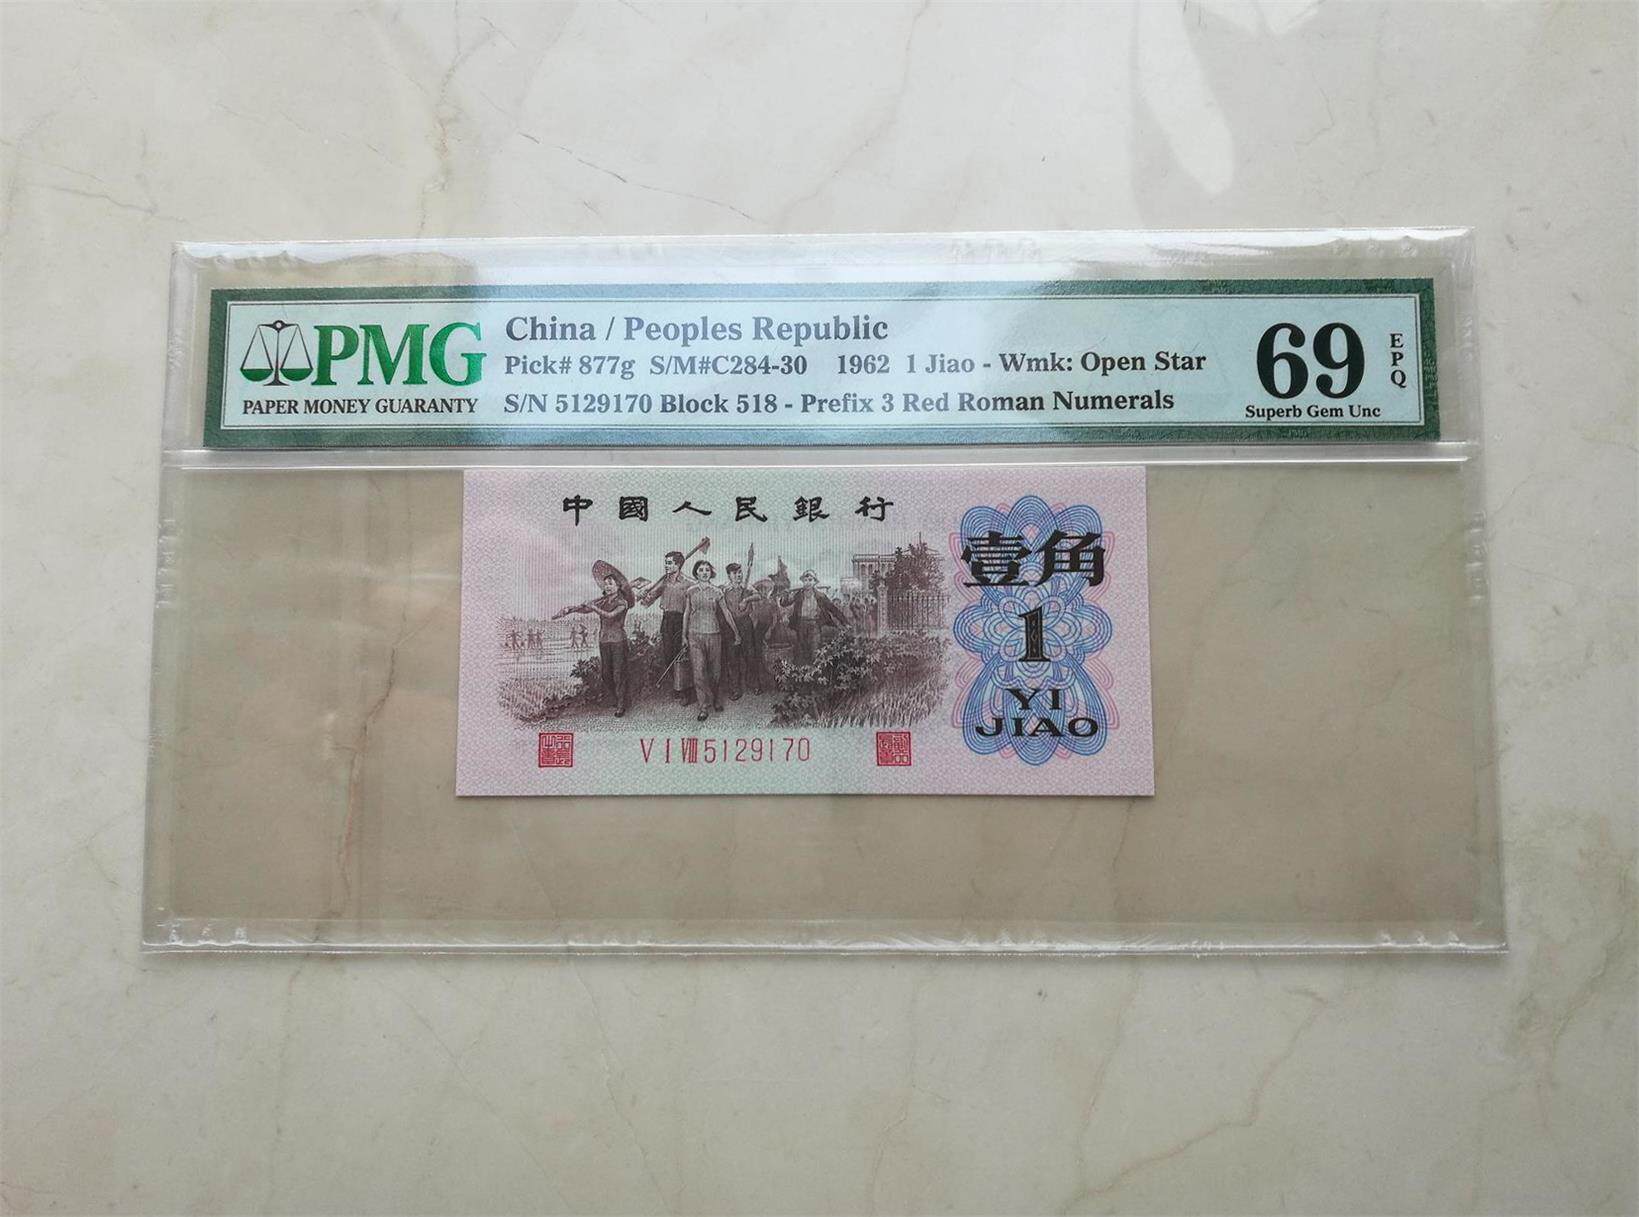 PMG
PAPER MONEY GUARANTY
China / Peoples Republic
Pick# 877g S/M#C284-30 1962 1 Jiao - Wmk: Open Star
S/N 5129170 Block 518 - Prefix 3 Red Roman Numerals
69
EPQ
Superb Gem Unc
中國人民銀行
壹角
1
YI
JIAO
V I VIII 5129170